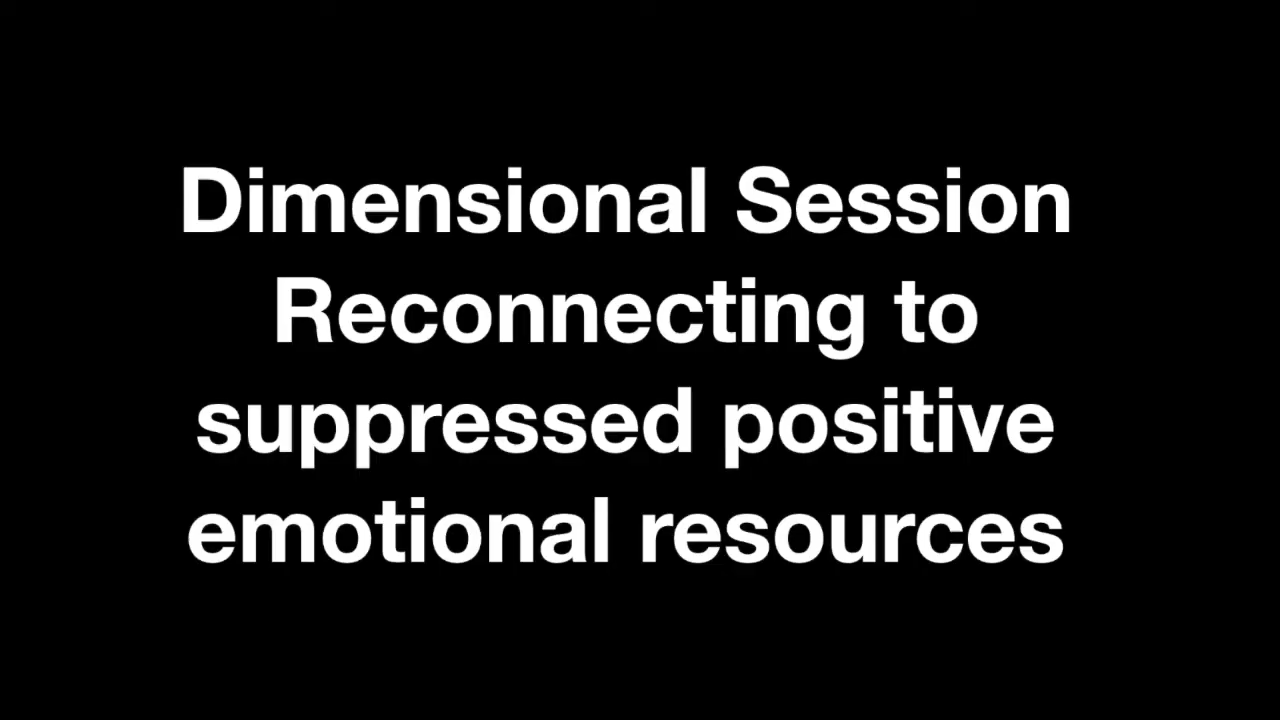 Dimensional Session
Reconnecting to
suppressed positive
emotional resources